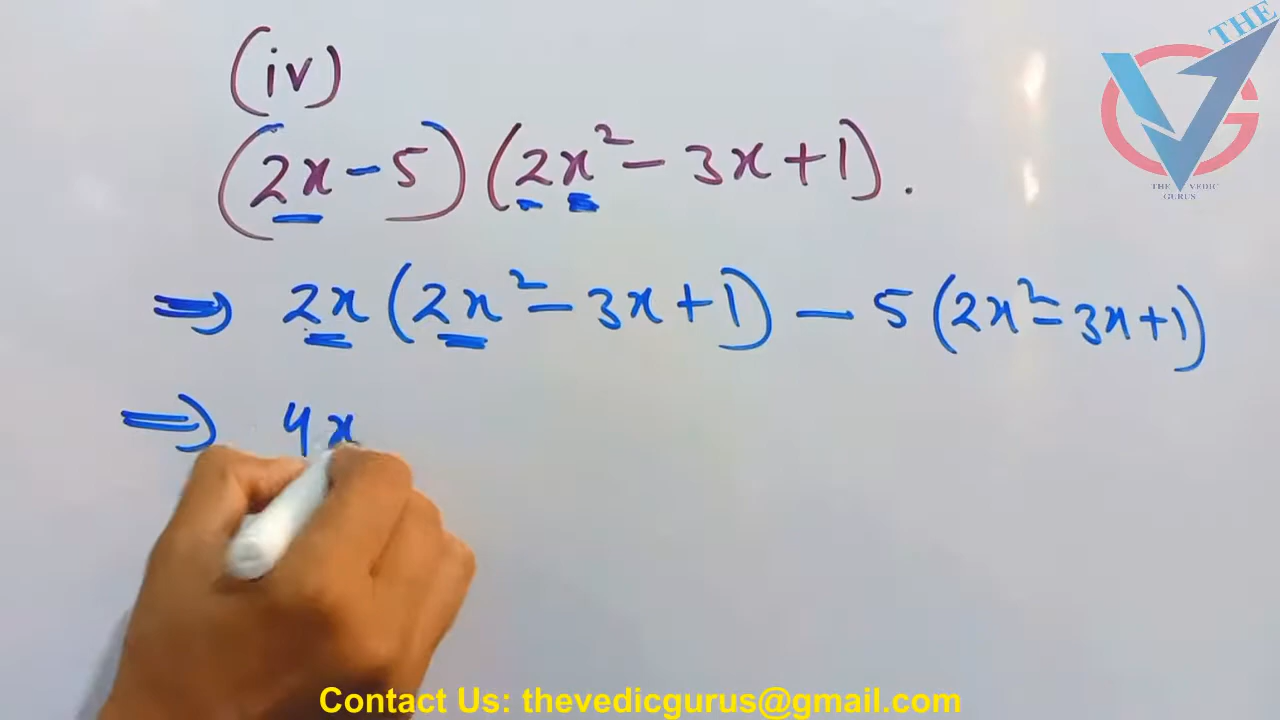 (iv)
(2x - 5) (2x² - 3x + 1).
⇒ 2x (2x² - 3x + 1) - 5 (2x² - 3x + 1)
⇒ 4x
THE
VG
THE VEDIC
GURUS
Contact Us: thevedicgurus@gmail.com